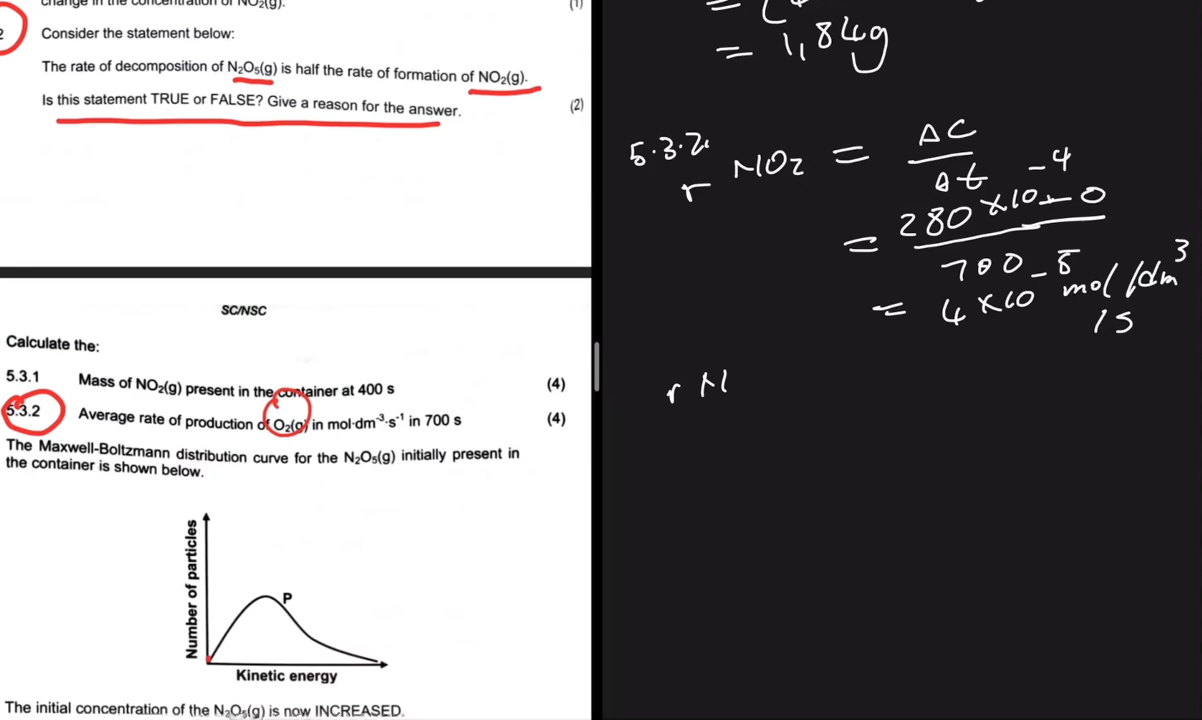 change in the concentration of NO₂(g). (1)
2 Consider the statement below:
The rate of decomposition of N₂O₅(g) is half the rate of formation of NO₂(g).
Is this statement TRUE or FALSE? Give a reason for the answer. (2)
SC/NSC
Calculate the:
5.3.1 Mass of NO₂(g) present in the container at 400 s (4)
5.3.2 Average rate of production of O₂(g) in mol·dm⁻³·s⁻¹ in 700 s (4)
The Maxwell-Boltzmann distribution curve for the N₂O₅(g) initially present in
the container is shown below.
Number of particles
P
Kinetic energy
The initial concentration of the N₂O₅(g) is now INCREASED.
= 1,84g
5.3.2. r NO₂ = Δc
Δt
= 280 × 10⁻⁴ - 0
700
= 4 × 10⁻⁵ mol/dm³
/s
r N